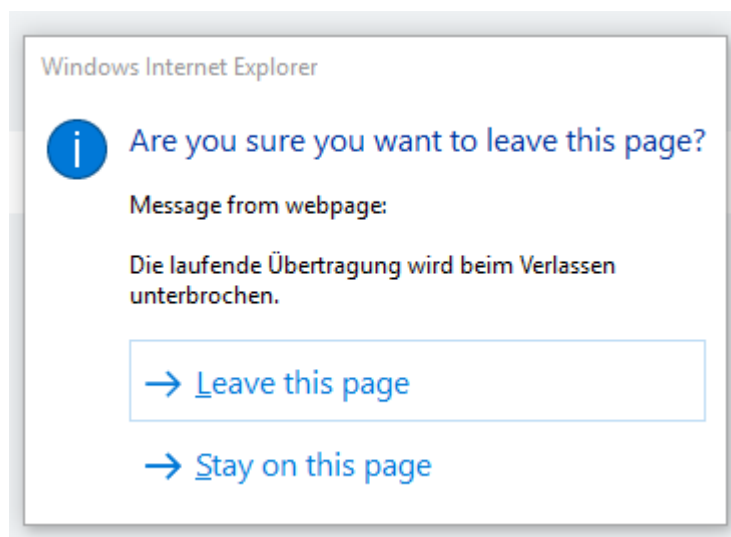 Windows Internet Explorer
Are you sure you want to leave this page?
Message from webpage:
Die laufende Übertragung wird beim Verlassen
unterbrochen.
Leave this page
Stay on this page